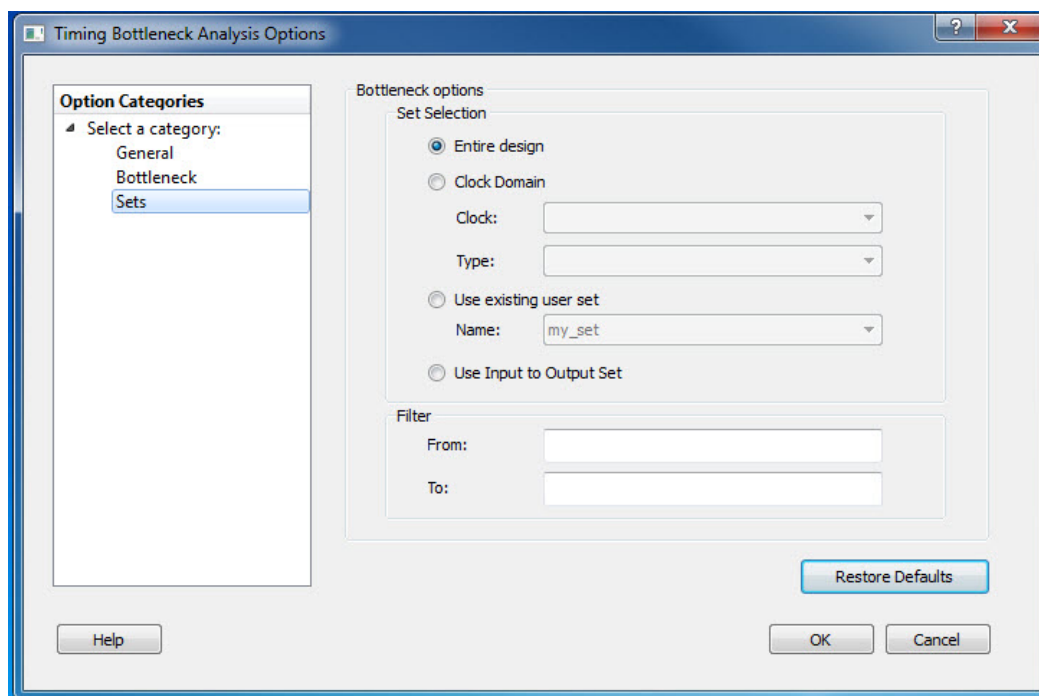 Timing Bottleneck Analysis Options
?
X
Option Categories
Select a category:
General
Bottleneck
Sets
Bottleneck options
Set Selection
Entire design
Clock Domain
Clock:
Type:
Use existing user set
Name: my_set
Use Input to Output Set
Filter
From:
To:
Restore Defaults
Help OK Cancel